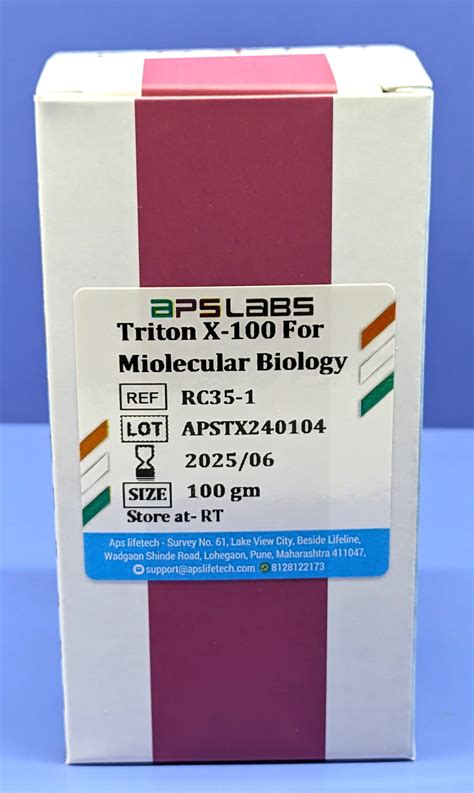 aPSLaBS
Triton X-100 For
Miolecular Biology
REF RC35-1
LOT APSTX240104
2025/06
SIZE 100 gm
Store at- RT
Aps lifetech - Survey No. 61, Lake View City, Beside Lifeline,
Wadgaon Shinde Road, Lohegaon, Pune, Maharashtra 411047,
support@apslifetech.com 8128122173